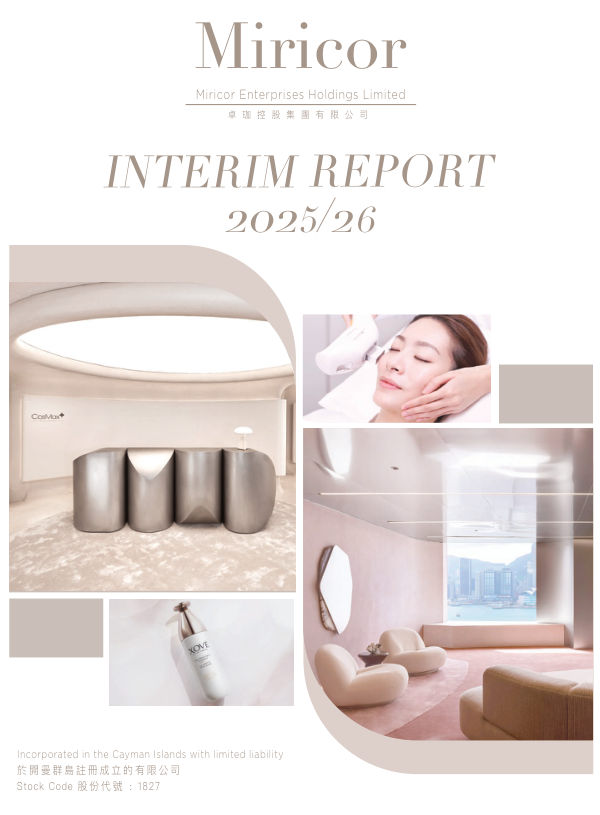 Miricor
Miricor Enterprises Holdings Limited
卓珈控股集團有限公司
INTERIM REPORT
2025/26
CosMax+
XOVĒ
Incorporated in the Cayman Islands with limited liability
於開曼群島註冊成立的有限公司
Stock Code 股份代號 : 1827